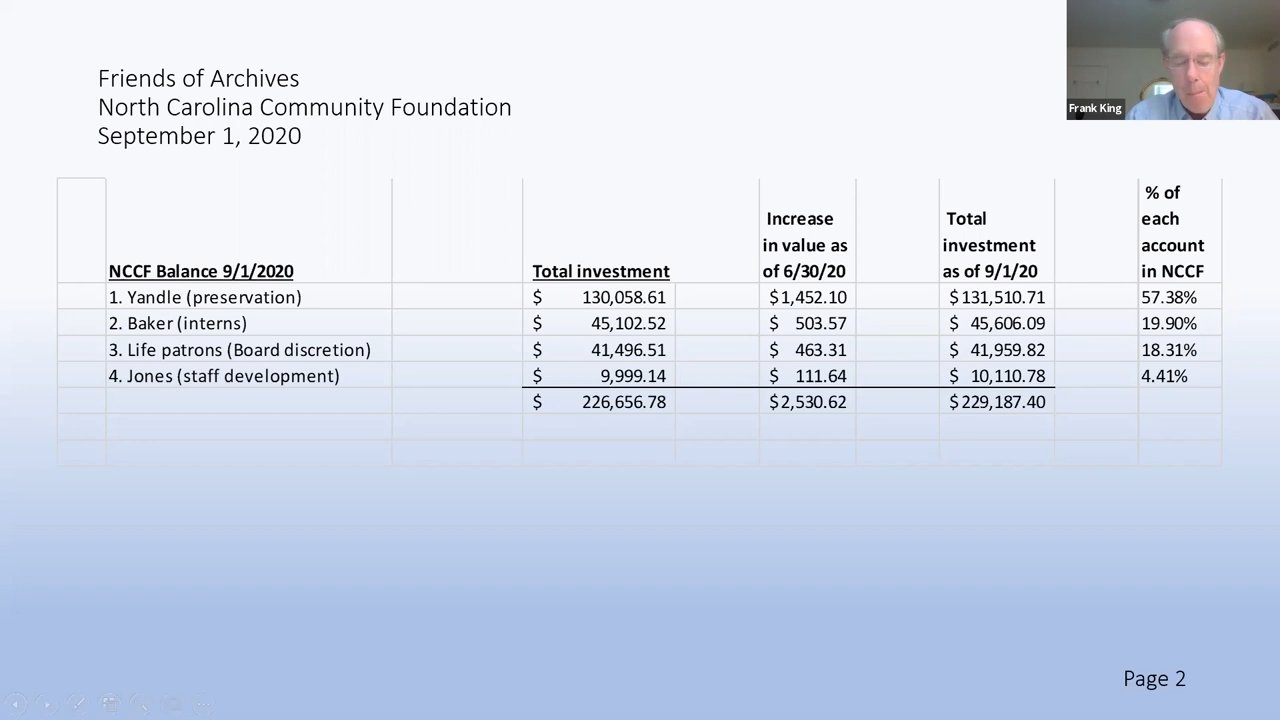 Friends of Archives
North Carolina Community Foundation
September 1, 2020
Frank King
% of
each
account
in NCCF
Increase
in value as
of 6/30/20
Total
investment
as of 9/1/20
NCCF Balance 9/1/2020 Total investment
1. Yandle (preservation) $ 130,058.61 $1,452.10 $131,510.71 57.38%
2. Baker (interns) $ 45,102.52 $ 503.57 $ 45,606.09 19.90%
3. Life patrons (Board discretion) $ 41,496.51 $ 463.31 $ 41,959.82 18.31%
4. Jones (staff development) $ 9,999.14 $ 111.64 $ 10,110.78 4.41%
$ 226,656.78 $2,530.62 $229,187.40
Page 2